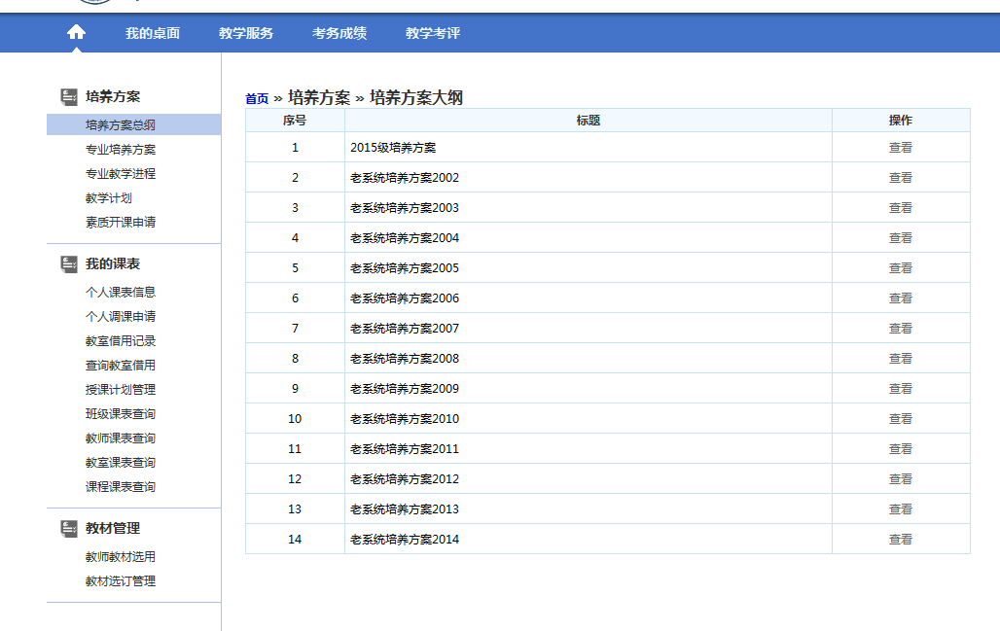 我的桌面 教学服务 考务成绩 教学考评
培养方案
培养方案总纲
专业培养方案
专业教学进程
教学计划
素质开课申请
我的课表
个人课表信息
个人调课申请
教室借用记录
查询教室借用
授课计划管理
班级课表查询
教师课表查询
教室课表查询
课程课表查询
教材管理
教师教材选用
教材选订管理
首页 » 培养方案 » 培养方案大纲
序号 标题 操作
1 2015级培养方案 查看
2 老系统培养方案2002 查看
3 老系统培养方案2003 查看
4 老系统培养方案2004 查看
5 老系统培养方案2005 查看
6 老系统培养方案2006 查看
7 老系统培养方案2007 查看
8 老系统培养方案2008 查看
9 老系统培养方案2009 查看
10 老系统培养方案2010 查看
11 老系统培养方案2011 查看
12 老系统培养方案2012 查看
13 老系统培养方案2013 查看
14 老系统培养方案2014 查看